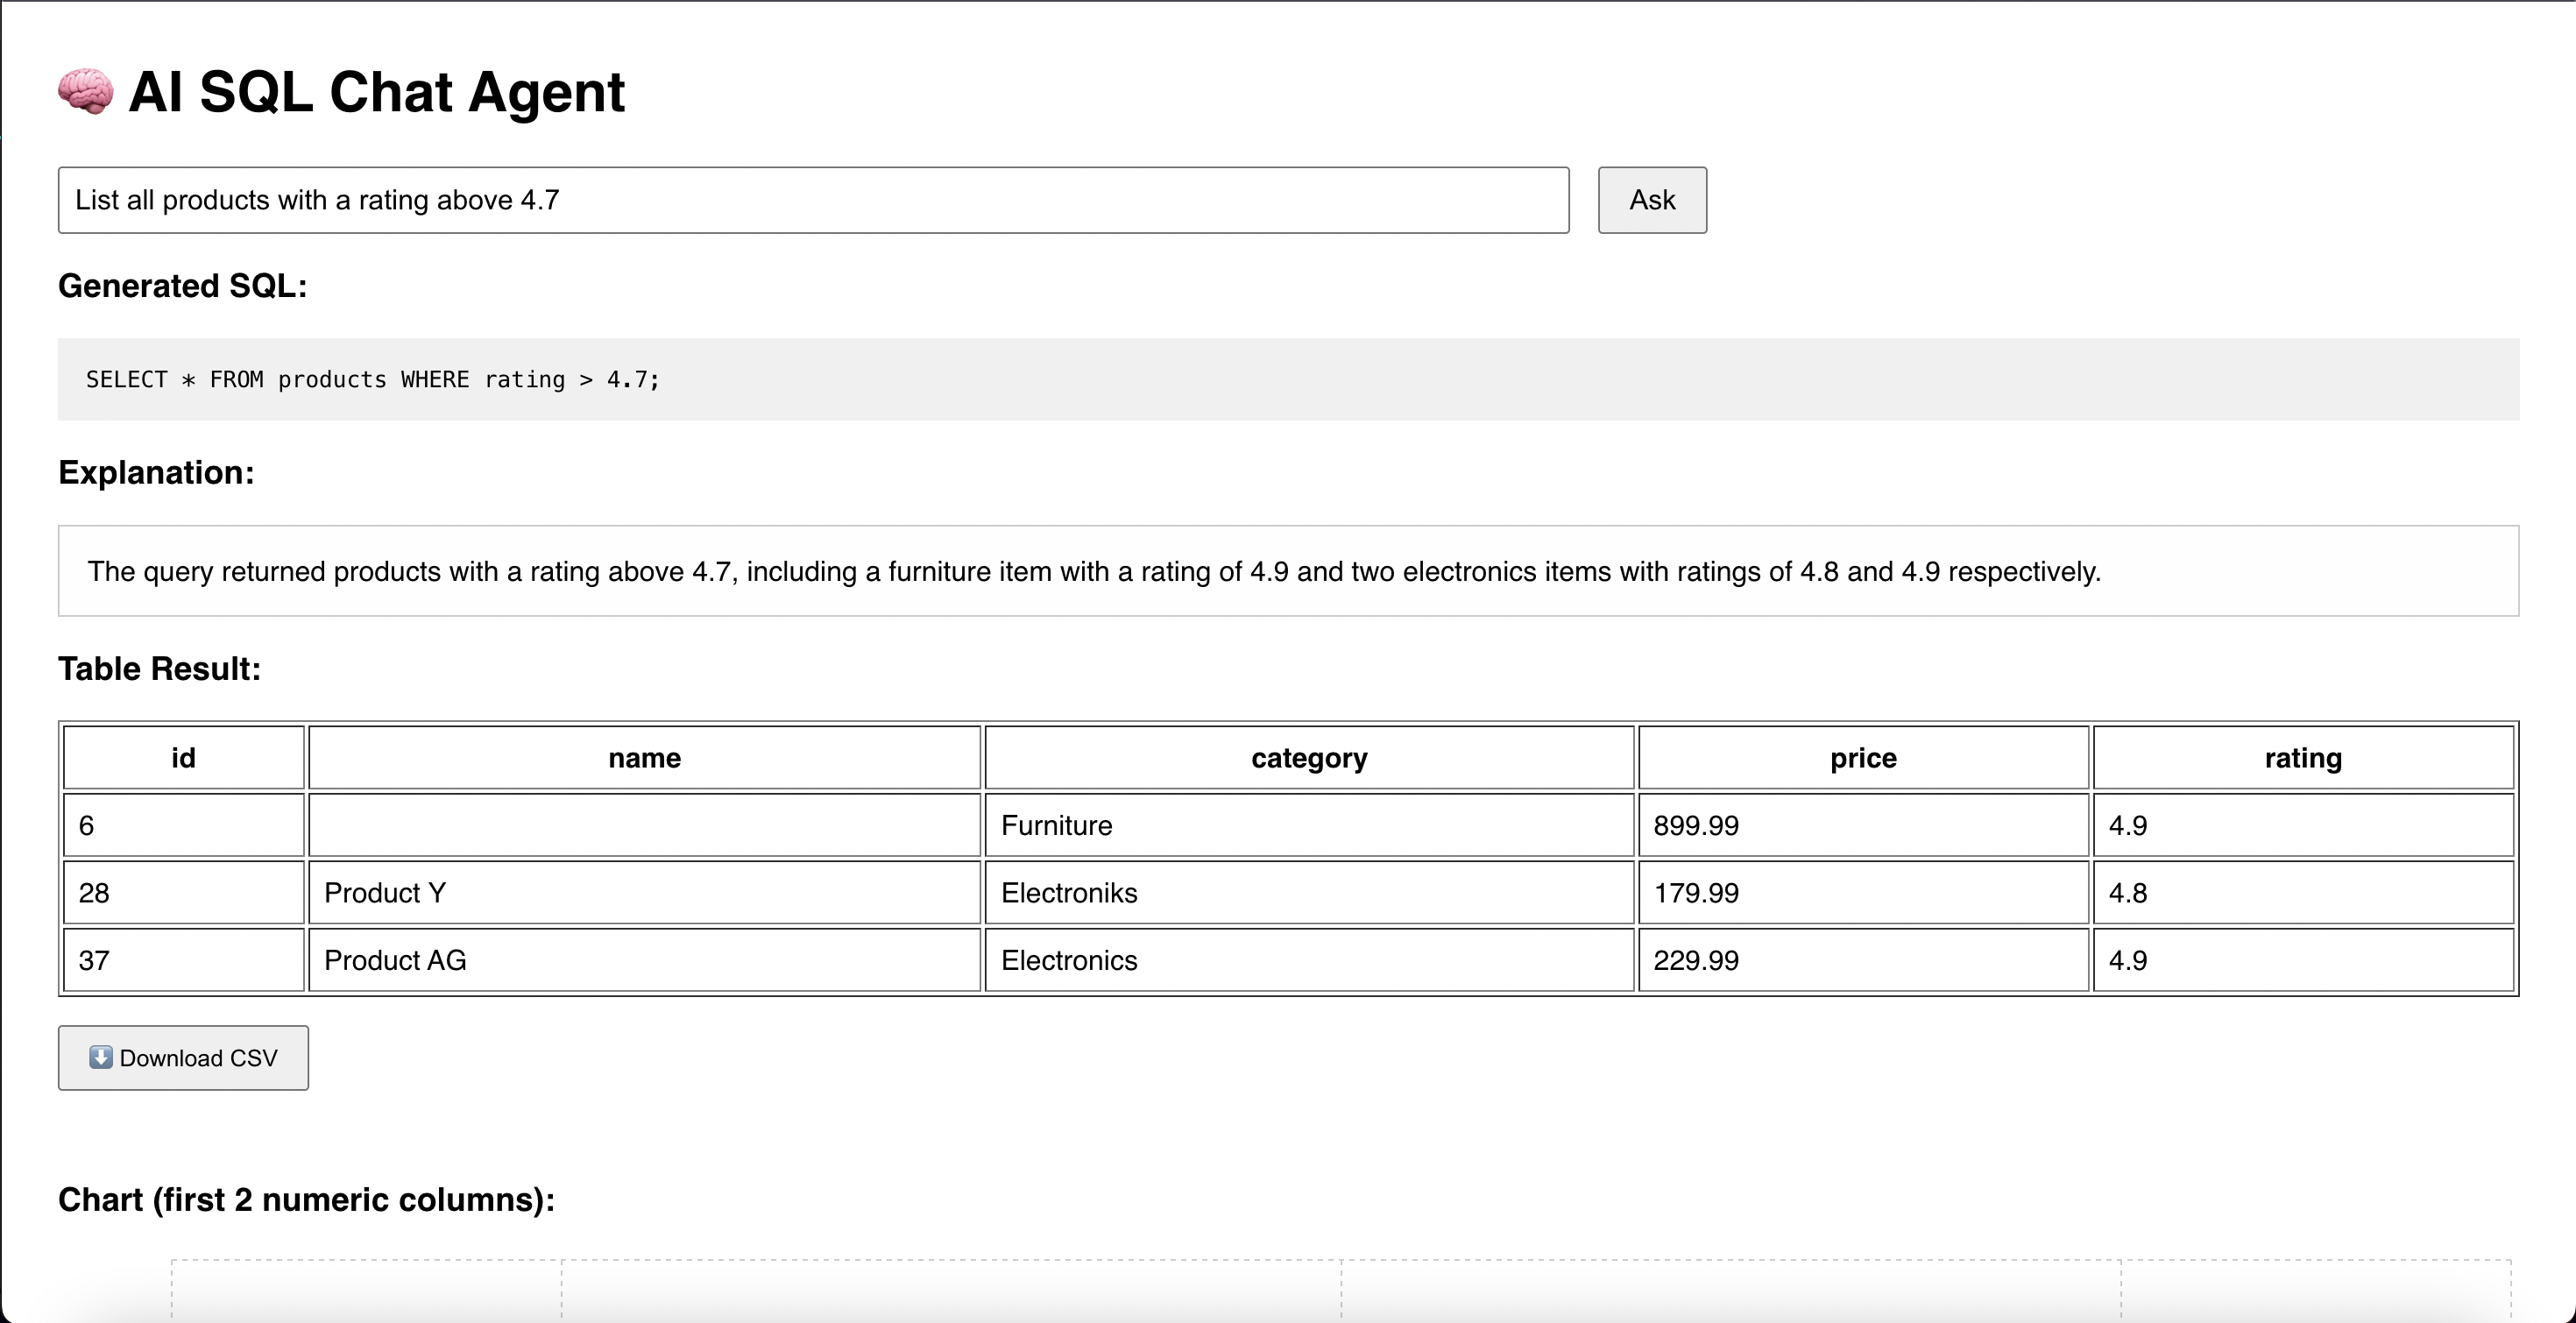 🧠 AI SQL Chat Agent
List all products with a rating above 4.7 Ask
Generated SQL:
SELECT * FROM products WHERE rating > 4.7;
Explanation:
The query returned products with a rating above 4.7, including a furniture item with a rating of 4.9 and two electronics items with ratings of 4.8 and 4.9 respectively.
Table Result:
id name category price rating
6 Furniture 899.99 4.9
28 Product Y Electroniks 179.99 4.8
37 Product AG Electronics 229.99 4.9
⬇️ Download CSV
Chart (first 2 numeric columns):